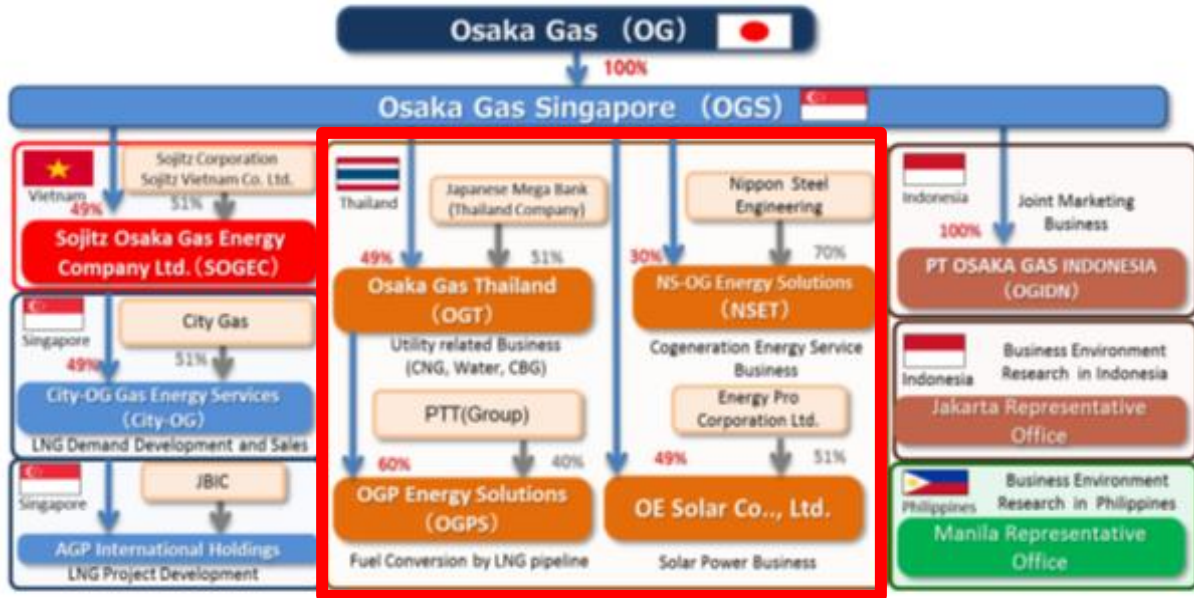 Osaka Gas (OG)
100%
Osaka Gas Singapore (OGS)
Vietnam
Sojitz Corporation
Sojitz Vietnam Co. Ltd.
49%
51%
Sojitz Osaka Gas Energy
Company Ltd.(SOGEC)
Singapore
City Gas
49%
51%
City-OG Gas Energy Services
(City-OG)
LNG Demand Development and Sales
Singapore
JBIC
AGP International Holdings
LNG Project Development
Thailand
Japanese Mega Bank
(Thailand Company)
49%
51%
Osaka Gas Thailand
(OGT)
Utility related Business
(CNG, Water, CBG)
PTT(Group)
60%
40%
OGP Energy Solutions
(OGPS)
Fuel Conversion by LNG pipeline
Nippon Steel
Engineering
30%
70%
NS-OG Energy Solutions
(NSET)
Cogeneration Energy Service
Business
Energy Pro
Corporation Ltd.
49%
51%
OE Solar Co.., Ltd.
Solar Power Business
Indonesia
Joint Marketing
Business
100%
PT OSAKA GAS INDONESIA
(OGIDN)
Indonesia
Business Environment
Research in Indonesia
Jakarta Representative
Office
Philippines
Business Environment
Research in Philippines
Manila Representative
Office